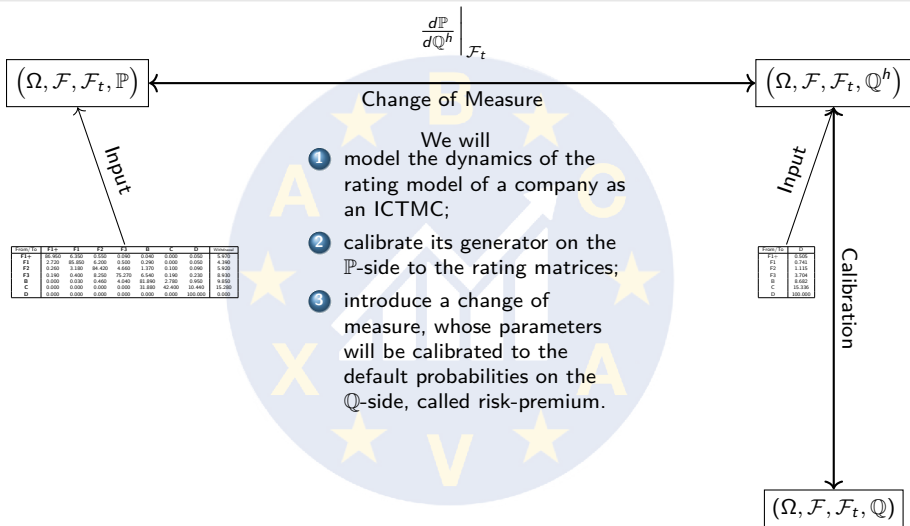 dℙ
dℚʰ |ℱₜ
(Ω, ℱ, ℱₜ, ℙ)
(Ω, ℱ, ℱₜ, ℚʰ)
Change of Measure
Input
Input
Calibration
We will
1 model the dynamics of the
rating model of a company as
an ICTMC;
2 calibrate its generator on the
ℙ-side to the rating matrices;
3 introduce a change of
measure, whose parameters
will be calibrated to the
default probabilities on the
ℚ-side, called risk-premium.
From/To F1+ F1 F2 F3 B C D Withdrawal
F1+ 86.950 6.350 0.550 0.090 0.040 0.000 0.050 5.970
F1 2.720 85.850 6.200 0.500 0.290 0.000 0.050 4.390
F2 0.260 3.180 84.420 4.660 1.370 0.100 0.090 5.920
F3 0.190 0.400 8.250 75.270 6.540 0.190 0.230 8.930
B 0.000 0.030 0.460 4.040 81.890 2.780 0.950 9.850
C 0.000 0.000 0.000 0.000 31.880 42.400 10.440 15.280
D 0.000 0.000 0.000 0.000 0.000 0.000 100.000 0.000
From/To D
F1+ 0.505
F1 0.741
F2 1.115
F3 3.704
B 8.682
C 15.336
D 100.000
B
C
A
V
X
A
(Ω, ℱ, ℱₜ, ℚ)